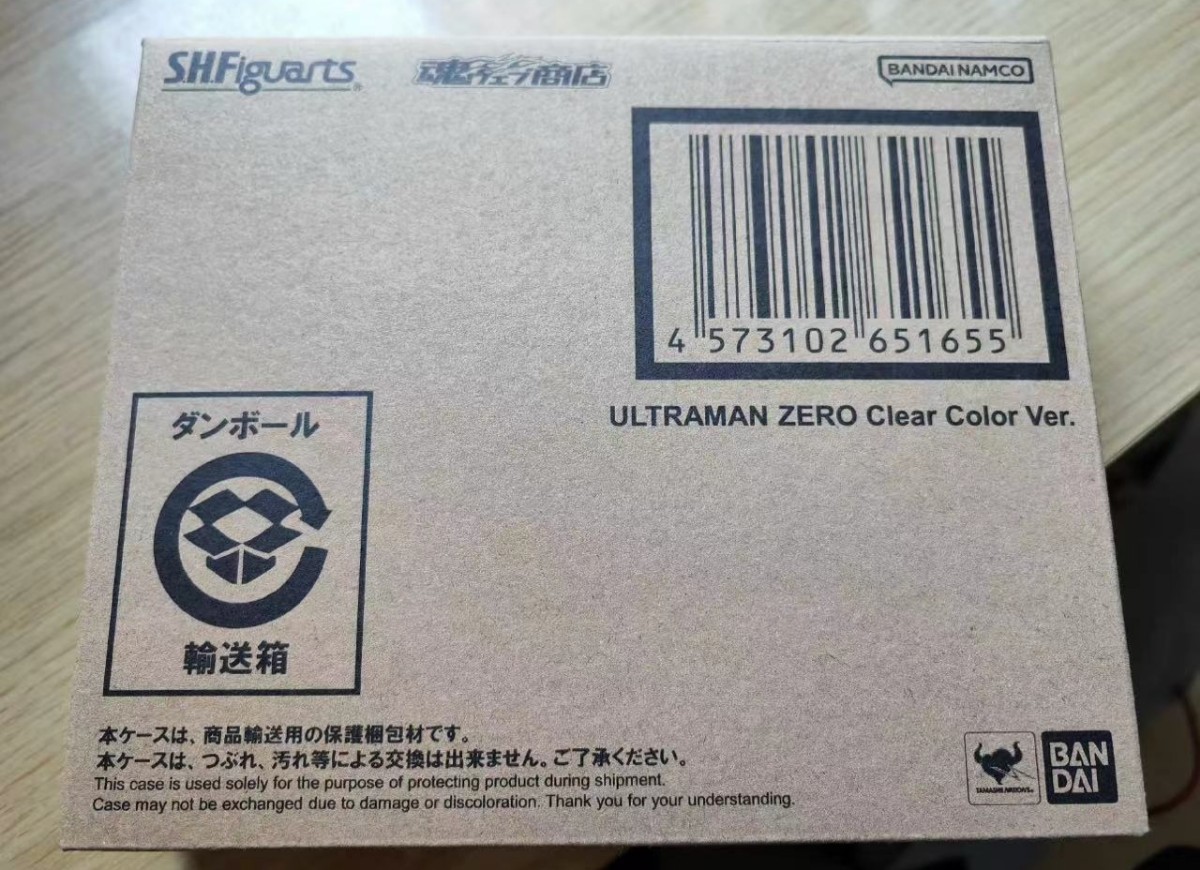 S.H.Figuarts
魂ウェブ商店
BANDAI NAMCO
4 573102 651655
ULTRAMAN ZERO Clear Color Ver.
ダンボール
輸送箱
本ケースは、商品輸送用の保護梱包材です。
本ケースは、つぶれ、汚れ等による交換は出来ません。ご了承ください。
This case is used solely for the purpose of protecting product during shipment.
Case may not be exchanged due to damage or discoloration. Thank you for your understanding.
TAMASHII NATIONS
BAN
DAI